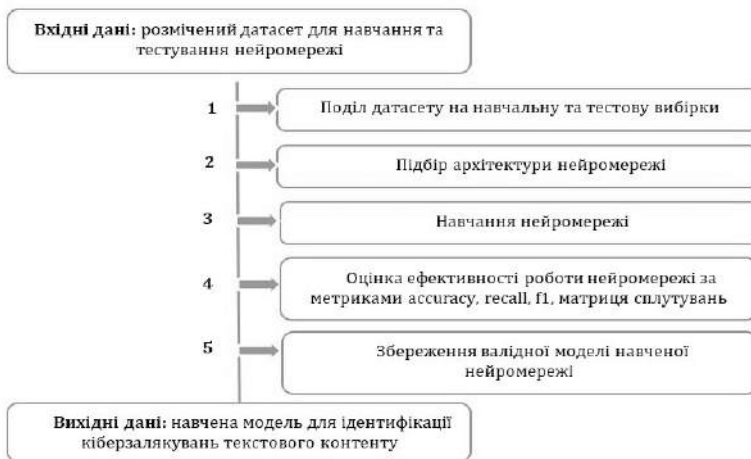 Вхідні дані: розмічений датасет для навчання та
тестування нейромережі
1
Поділ датасету на навчальну та тестову вибірки
2
Підбір архітектури нейромережі
3
Навчання нейромережі
4
Оцінка ефективності роботи нейромережі за
метриками accuracy, recall, f1, матриця сплутувань
5
Збереження валідної моделі навченої
нейромережі
Вихідні дані: навчена модель для ідентифікації
кіберзалякувань текстового контенту